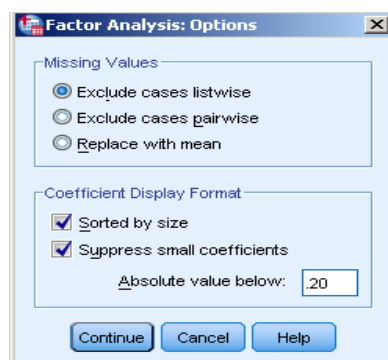 Factor Analysis: Options
Missing Values
Exclude cases listwise
Exclude cases pairwise
Replace with mean
Coefficient Display Format
Sorted by size
Suppress small coefficients
Absolute value below: .20
Continue Cancel Help